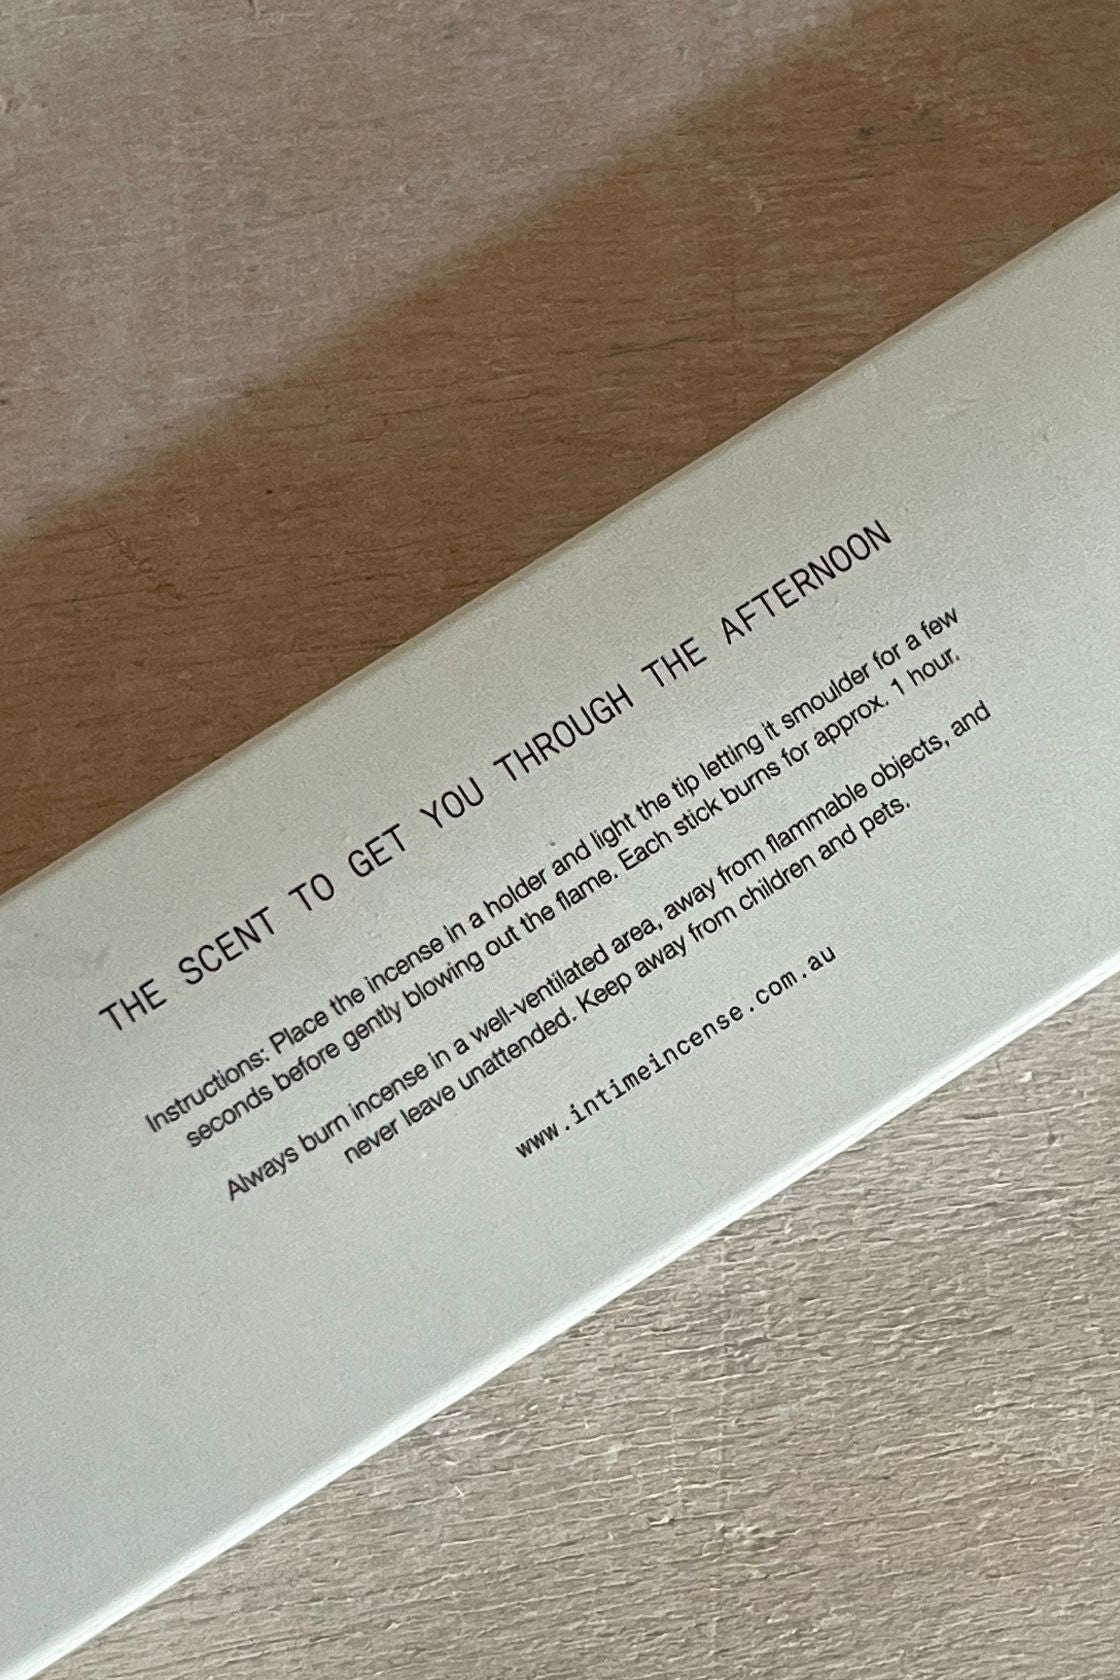 THE SCENT TO GET YOU THROUGH THE AFTERNOON
Instructions: Place the incense in a holder and light the tip letting it smoulder for a few
seconds before gently blowing out the flame. Each stick burns for approx. 1 hour.
Always burn incense in a well-ventilated area, away from flammable objects, and
never leave unattended. Keep away from children and pets.
www.intimeincense.com.au